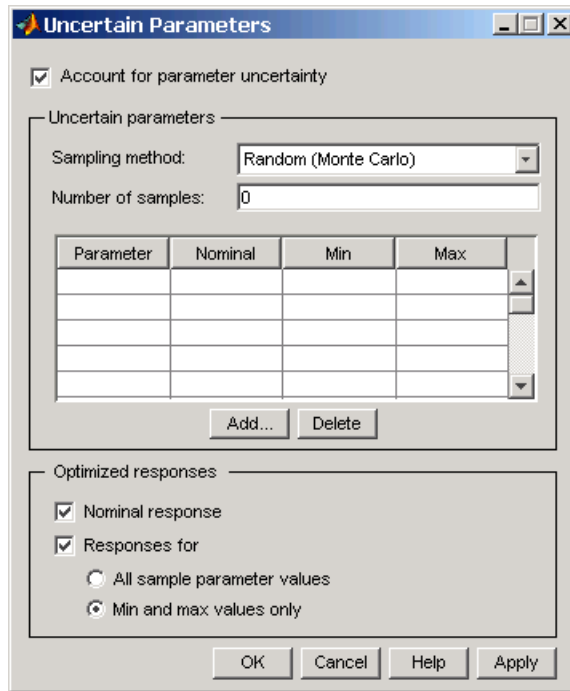 Uncertain Parameters
Account for parameter uncertainty
Uncertain parameters
Sampling method: Random (Monte Carlo)
Number of samples: 0
Parameter Nominal Min Max
Add... Delete
Optimized responses
Nominal response
Responses for
All sample parameter values
Min and max values only
OK Cancel Help Apply